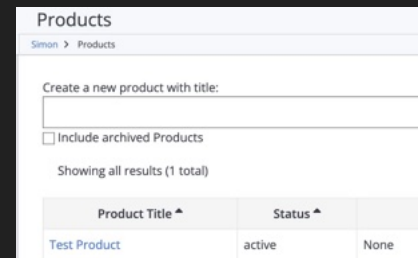 Products
Simon > Products
Create a new product with title:
Include archived Products
Showing all results (1 total)
Product Title Status
Test Product active None